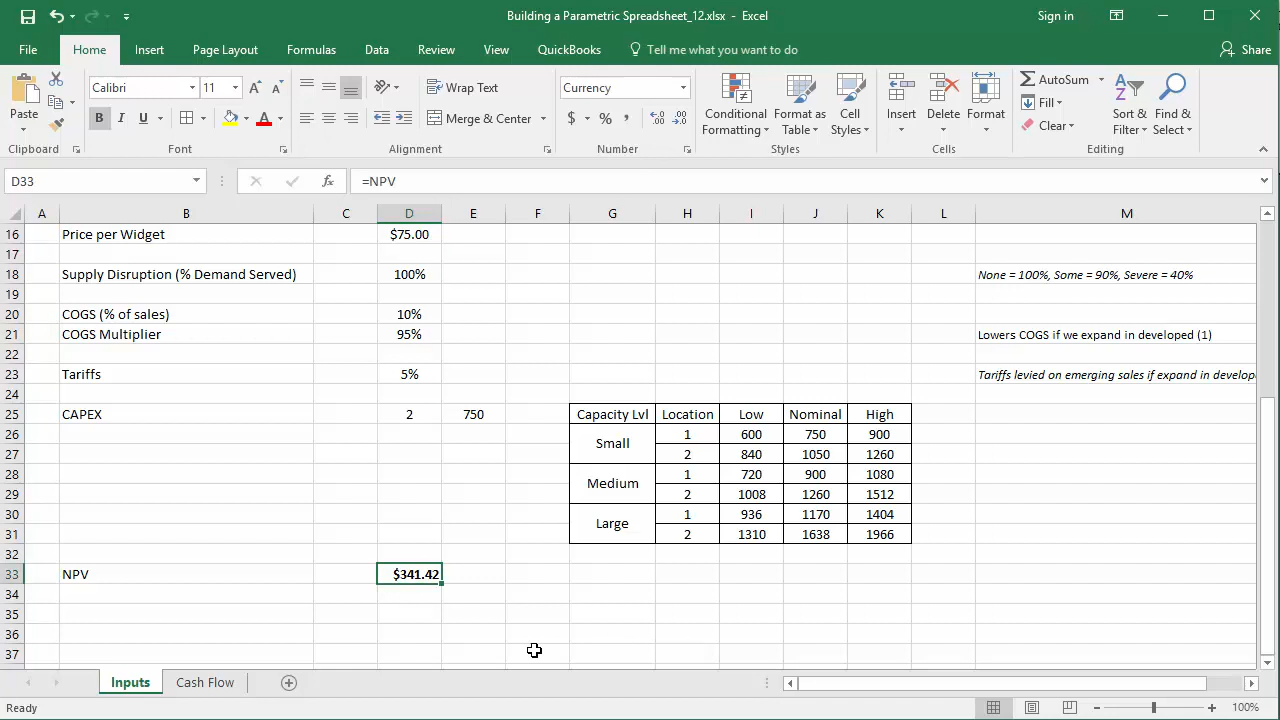 Building a Parametric Spreadsheet_12.xlsx - Excel
Sign in
File Home Insert Page Layout Formulas Data Review View QuickBooks Tell me what you want to do Share
Calibri 11 Wrap Text Currency AutoSum
Fill
Paste B I U A Merge & Center $ % , Conditional Formatting Format as Table Cell Styles Insert Delete Format Clear Sort & Filter Find & Select
Clipboard Font Alignment Number Styles Cells Editing
D33 fx =NPV
A B C D E F G H I J K L M
16 Price per Widget $75.00
17
18 Supply Disruption (% Demand Served) 100% None = 100%, Some = 90%, Severe = 40%
19
20 COGS (% of sales) 10%
21 COGS Multiplier 95% Lowers COGS if we expand in developed (1)
22
23 Tariffs 5% Tariffs levied on emerging sales if expand in develop
24
25 CAPEX 2 750 Capacity Lvl Location Low Nominal High
26 Small 1 600 750 900
27 2 840 1050 1260
28 Medium 1 720 900 1080
29 2 1008 1260 1512
30 Large 1 936 1170 1404
31 2 1310 1638 1966
32
33 NPV $341.42
34
35
36
37
Inputs Cash Flow
Ready 100%